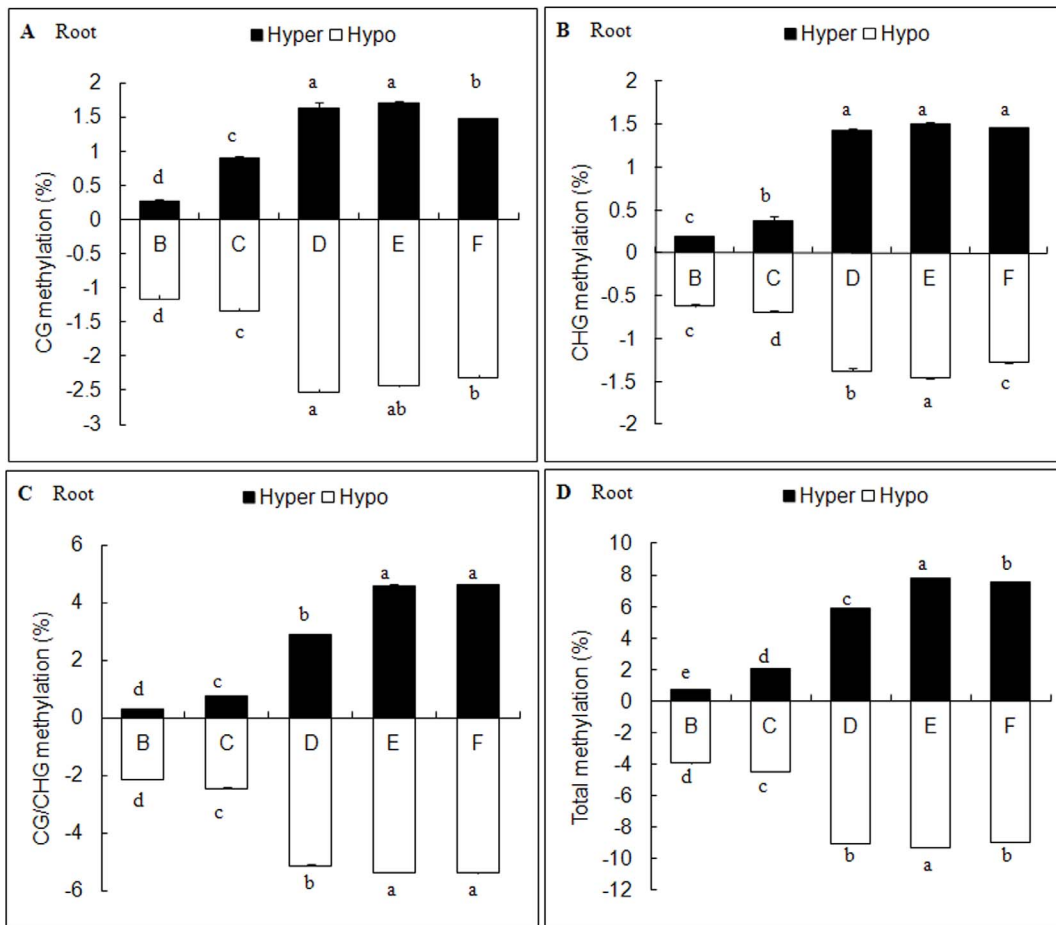 A Root
Hyper Hypo
CG methylation (%)
2
1.5
1
0.5
0
-0.5
-1
-1.5
-2
-2.5
-3
d c a a b
B C D E F
d c a ab b
B Root
Hyper Hypo
CHG methylation (%)
2
1.5
1
0.5
0
-0.5
-1
-1.5
-2
c b a a a
B C D E F
c d b a c
C Root
Hyper Hypo
CG/CHG methylation (%)
6
4
2
0
-2
-4
-6
d c b a a
B C D E F
d c b a a
D Root
Hyper Hypo
Total methylation (%)
10
8
6
4
2
0
-2
-4
-6
-8
-10
-12
e d c a b
B C D E F
d c b a b